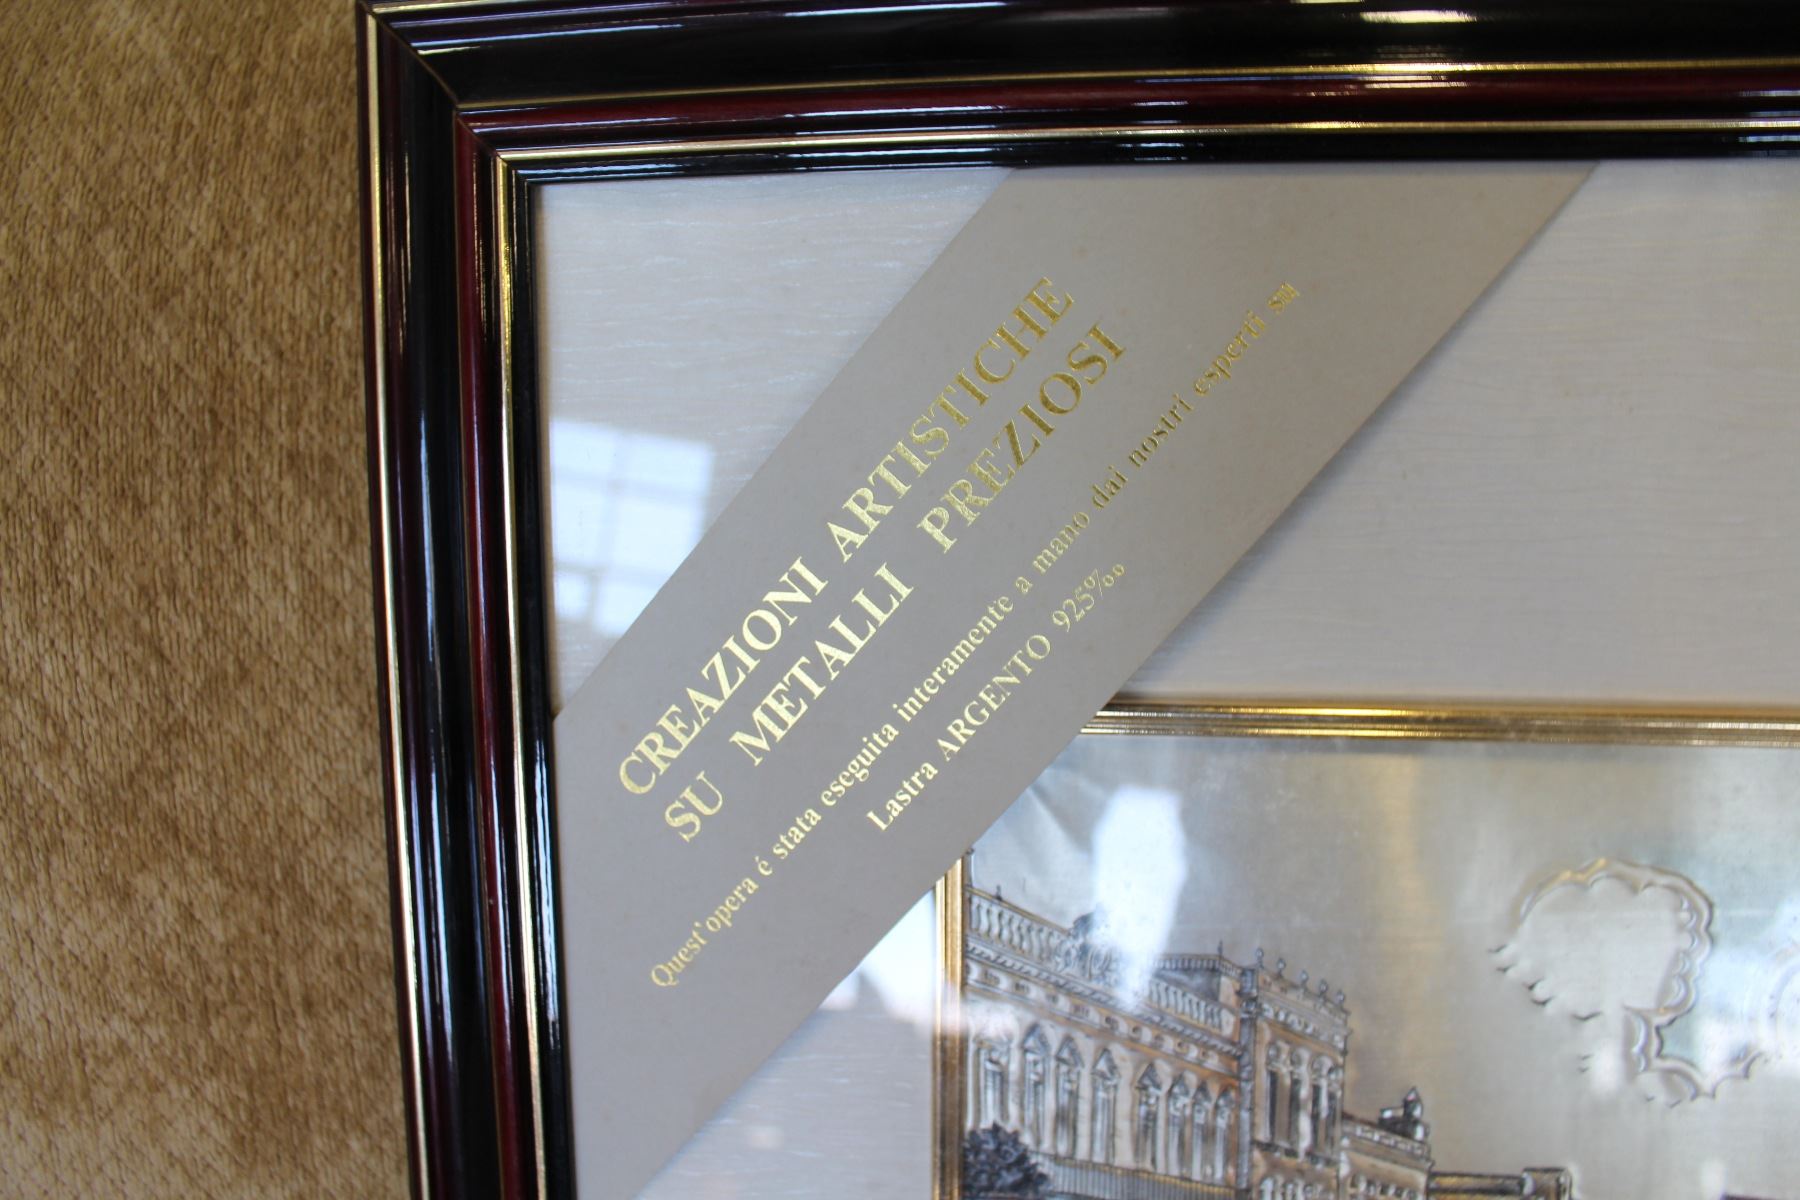 CREAZIONI ARTISTICHE
SU METALLI PREZIOSI
Quest'opera é stata eseguita interamente a mano dai nostri esperti su
Lastra ARGENTO 925‰